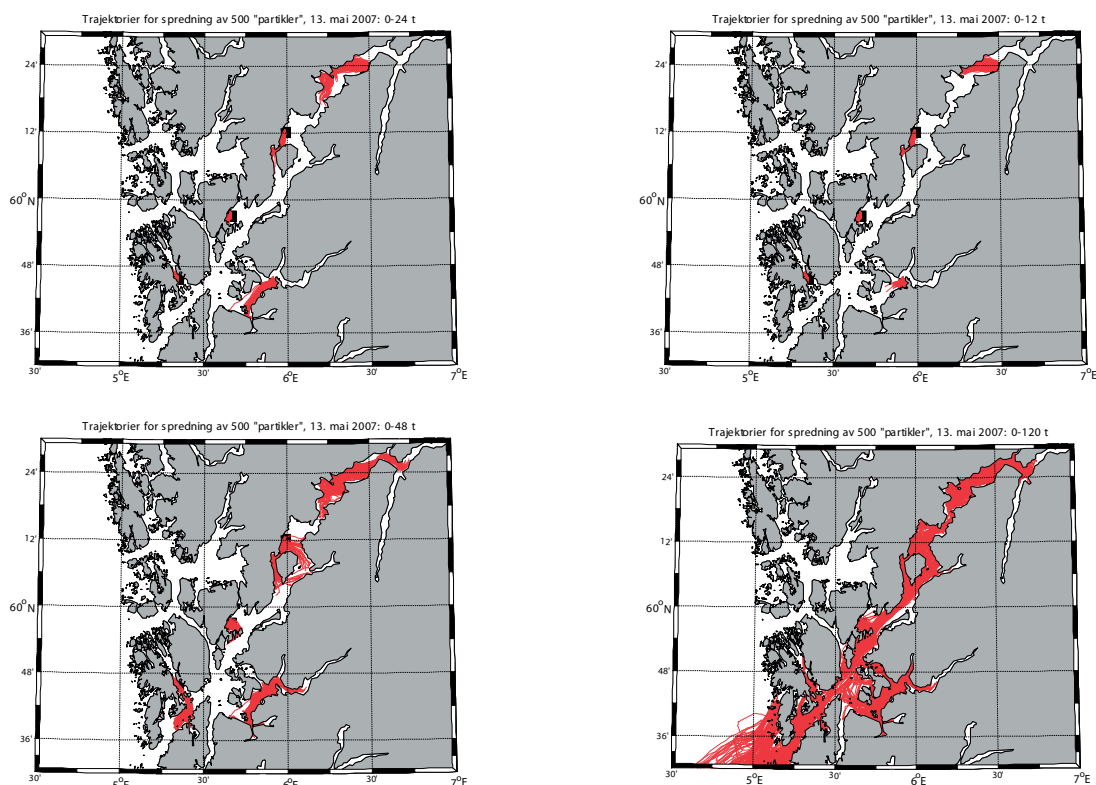 Trajektorier for spredning av 500 "partikler", 13. mai 2007: 0-24 t
24'
12'
60°N
48'
36'
30'
5°E
30'
6°E
30'
7°E
Trajektorier for spredning av 500 "partikler", 13. mai 2007: 0-12 t
24'
12'
60°N
48'
36'
30'
5°E
30'
6°E
30'
7°E
Trajektorier for spredning av 500 "partikler", 13. mai 2007: 0-48 t
24'
12'
60°N
48'
36'
30'
5°E
30'
6°E
30'
7°E
Trajektorier for spredning av 500 "partikler", 13. mai 2007: 0-120 t
24'
12'
60°N
48'
36'
30'
5°E
30'
6°E
30'
7°E